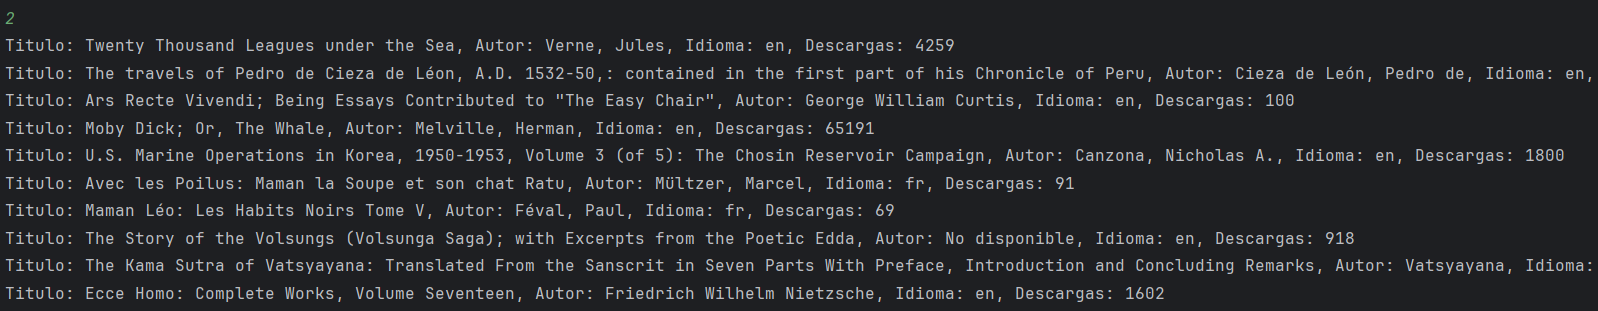 2
Titulo: Twenty Thousand Leagues under the Sea, Autor: Verne, Jules, Idioma: en, Descargas: 4259
Titulo: The travels of Pedro de Cieza de Léon, A.D. 1532-50,: contained in the first part of his Chronicle of Peru, Autor: Cieza de León, Pedro de, Idioma: en,
Titulo: Ars Recte Vivendi; Being Essays Contributed to "The Easy Chair", Autor: George William Curtis, Idioma: en, Descargas: 100
Titulo: Moby Dick; Or, The Whale, Autor: Melville, Herman, Idioma: en, Descargas: 65191
Titulo: U.S. Marine Operations in Korea, 1950-1953, Volume 3 (of 5): The Chosin Reservoir Campaign, Autor: Canzona, Nicholas A., Idioma: en, Descargas: 1800
Titulo: Avec les Poilus: Maman la Soupe et son chat Ratu, Autor: Mültzer, Marcel, Idioma: fr, Descargas: 91
Titulo: Maman Léo: Les Habits Noirs Tome V, Autor: Féval, Paul, Idioma: fr, Descargas: 69
Titulo: The Story of the Volsungs (Volsunga Saga); with Excerpts from the Poetic Edda, Autor: No disponible, Idioma: en, Descargas: 918
Titulo: The Kama Sutra of Vatsyayana: Translated From the Sanscrit in Seven Parts With Preface, Introduction and Concluding Remarks, Autor: Vatsyayana, Idioma:
Titulo: Ecce Homo: Complete Works, Volume Seventeen, Autor: Friedrich Wilhelm Nietzsche, Idioma: en, Descargas: 1602